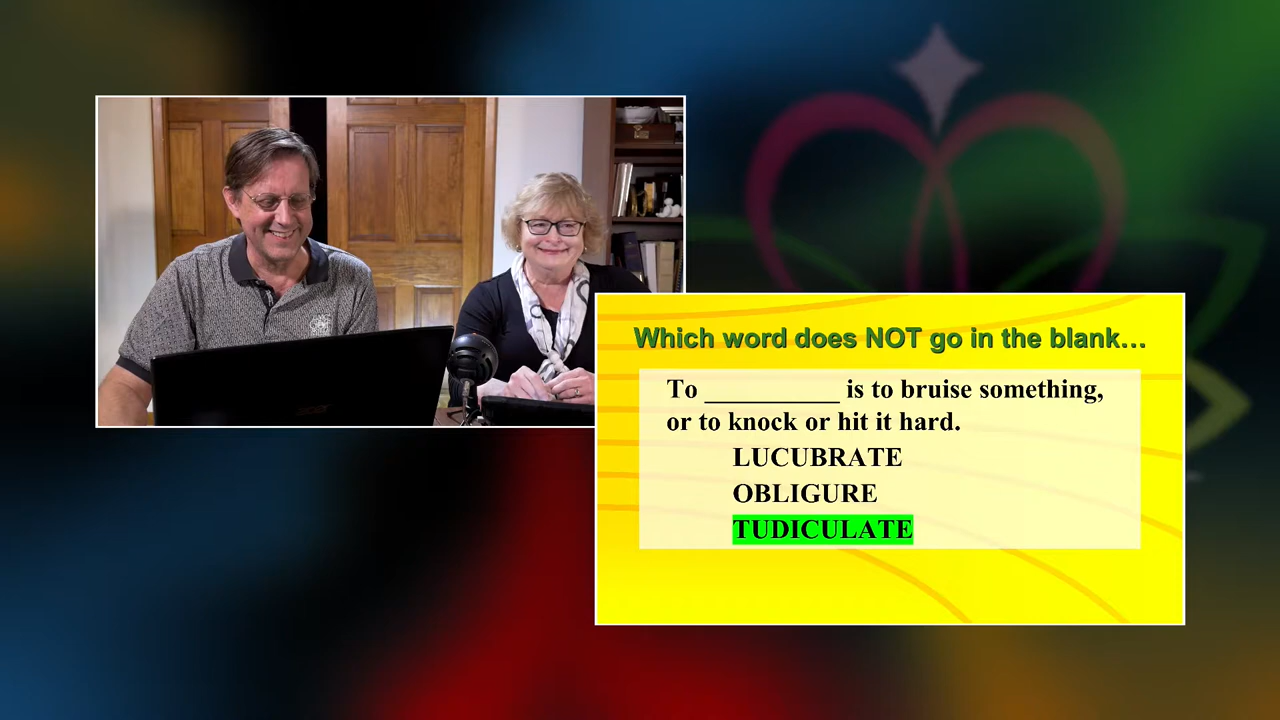 Which word does NOT go in the blank…
To __________ is to bruise something,
or to knock or hit it hard.
LUCUBRATE
OBLIGURE
TUDICULATE